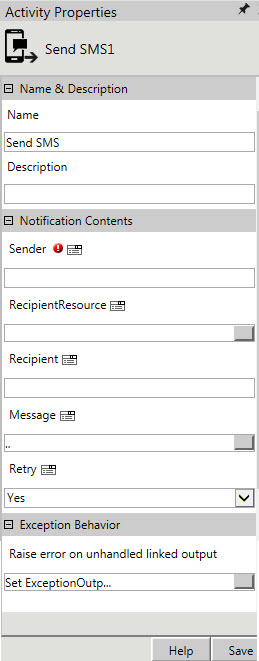 Activity Properties
Send SMS1
Name & Description
Name
Send SMS
Description
Notification Contents
Sender
RecipientResource
Recipient
Message
..
Retry
Yes
Exception Behavior
Raise error on unhandled linked output
Set ExceptionOutp...
Help Save